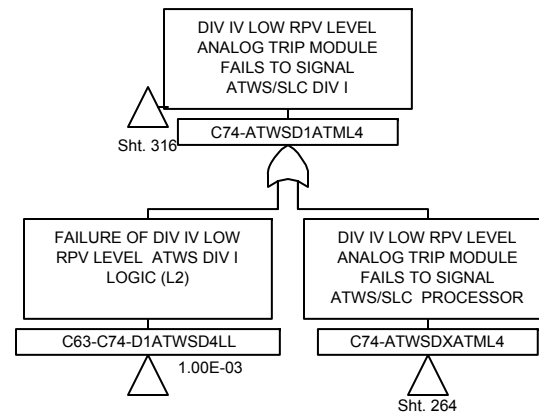 DIV IV LOW RPV LEVEL
ANALOG TRIP MODULE
FAILS TO SIGNAL
ATWS/SLC DIV I
Sht. 316
C74-ATWSD1ATML4
FAILURE OF DIV IV LOW
RPV LEVEL ATWS DIV I
LOGIC (L2)
C63-C74-D1ATWSD4LL
1.00E-03
DIV IV LOW RPV LEVEL
ANALOG TRIP MODULE
FAILS TO SIGNAL
ATWS/SLC PROCESSOR
C74-ATWSDXATML4
Sht. 264